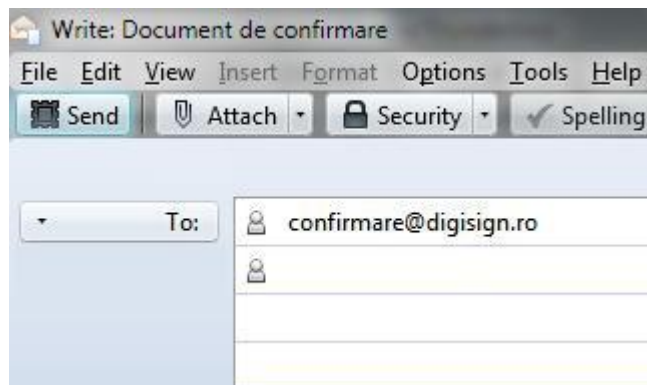 Write: Document de confirmare
File Edit View Insert Format Options Tools Help
Send Attach Security Spelling
To: confirmare@digisign.ro